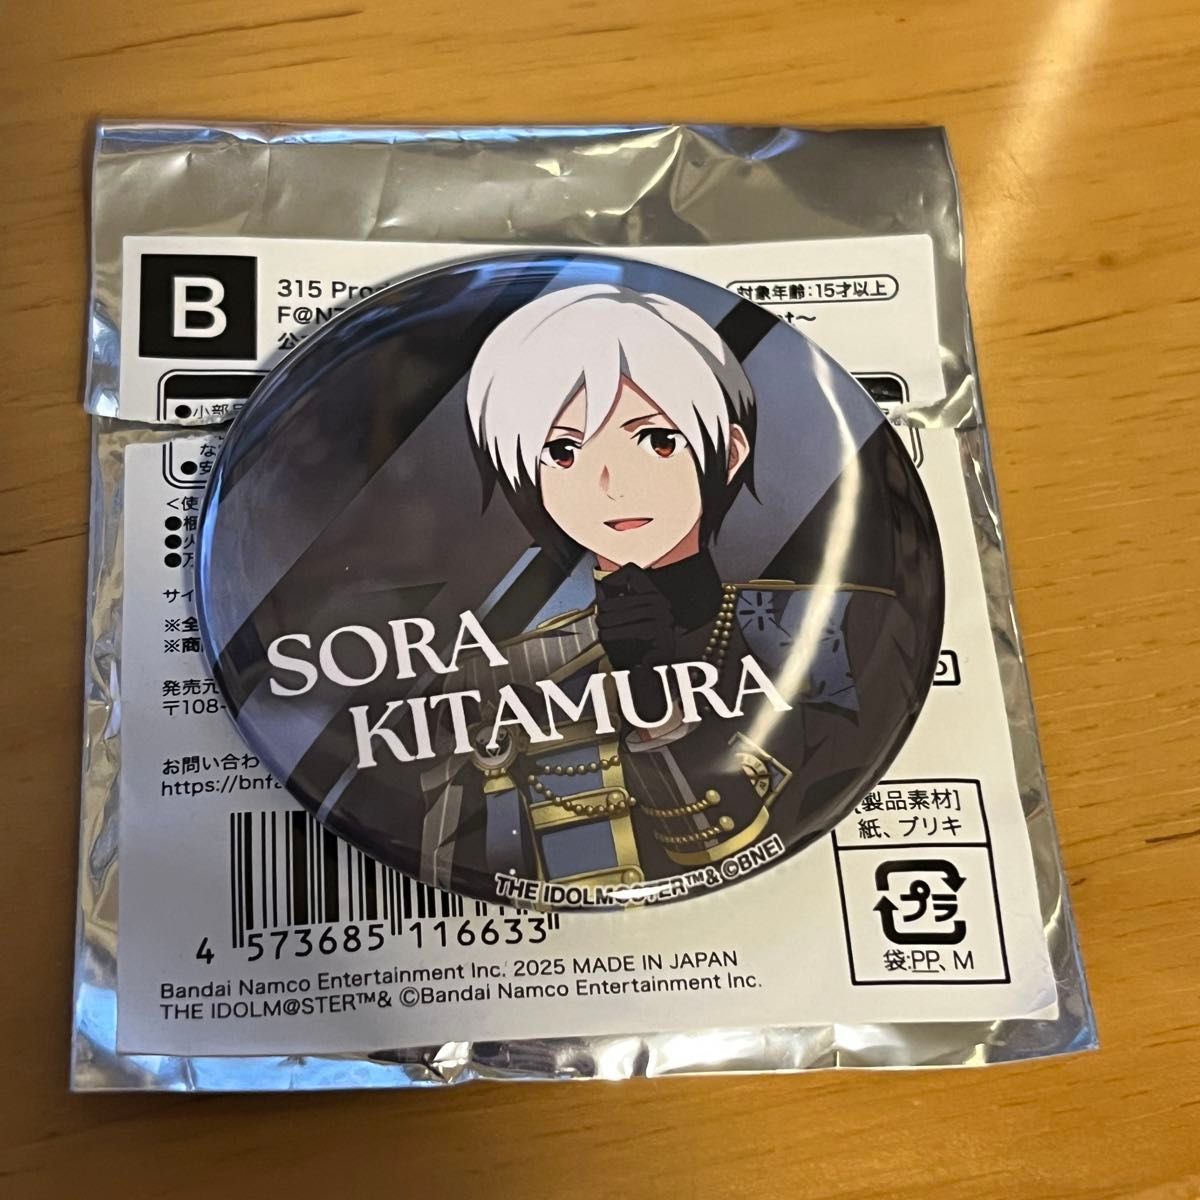 B
315
F@N
対象年齢:15才以上
●小部
な
＜使
サイ
※全
※商
発売元
〒108-
お問い合わ
https://bnfa
SORA
KITAMURA
THE IDOLM@STER™& ©BNEI
[製品素材]
紙、ブリキ
プラ
袋:PP、M
4 573685 116633
Bandai Namco Entertainment Inc. 2025 MADE IN JAPAN
THE IDOLM@STER™& ©Bandai Namco Entertainment Inc.